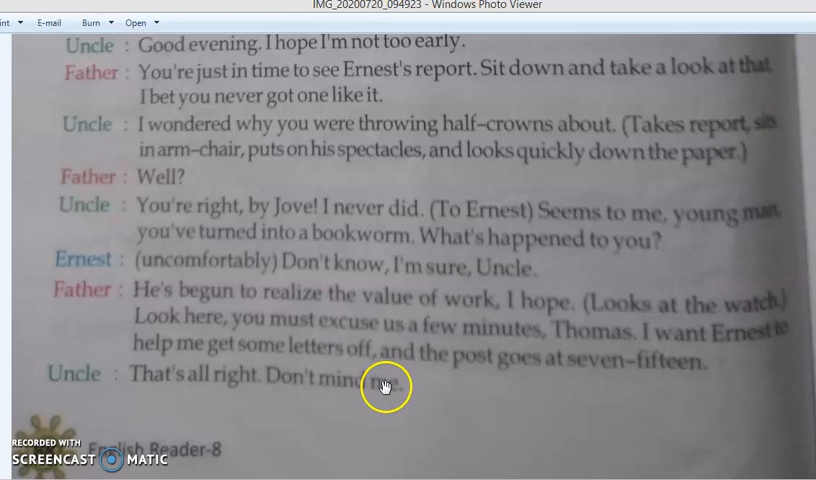 IMG_20200720_094923 - Windows Photo Viewer
int E-mail Burn Open
Uncle : Good evening. I hope I'm not too early.
Father : You're just in time to see Ernest's report. Sit down and take a look at that
I bet you never got one like it.
Uncle : I wondered why you were throwing half-crowns about. (Takes report, sits
in arm-chair, puts on his spectacles, and looks quickly down the paper.)
Father : Well?
Uncle : You're right, by Jove! I never did. (To Ernest) Seems to me, young man,
you've turned into a bookworm. What's happened to you?
Ernest : (uncomfortably) Don't know, I'm sure, Uncle.
Father : He's begun to realize the value of work, I hope. (Looks at the watch.)
Look here, you must excuse us a few minutes, Thomas. I want Ernest to
help me get some letters off, and the post goes at seven-fifteen.
Uncle : That's all right. Don't mind me.
English Reader-8
RECORDED WITH
SCREENCAST MATIC